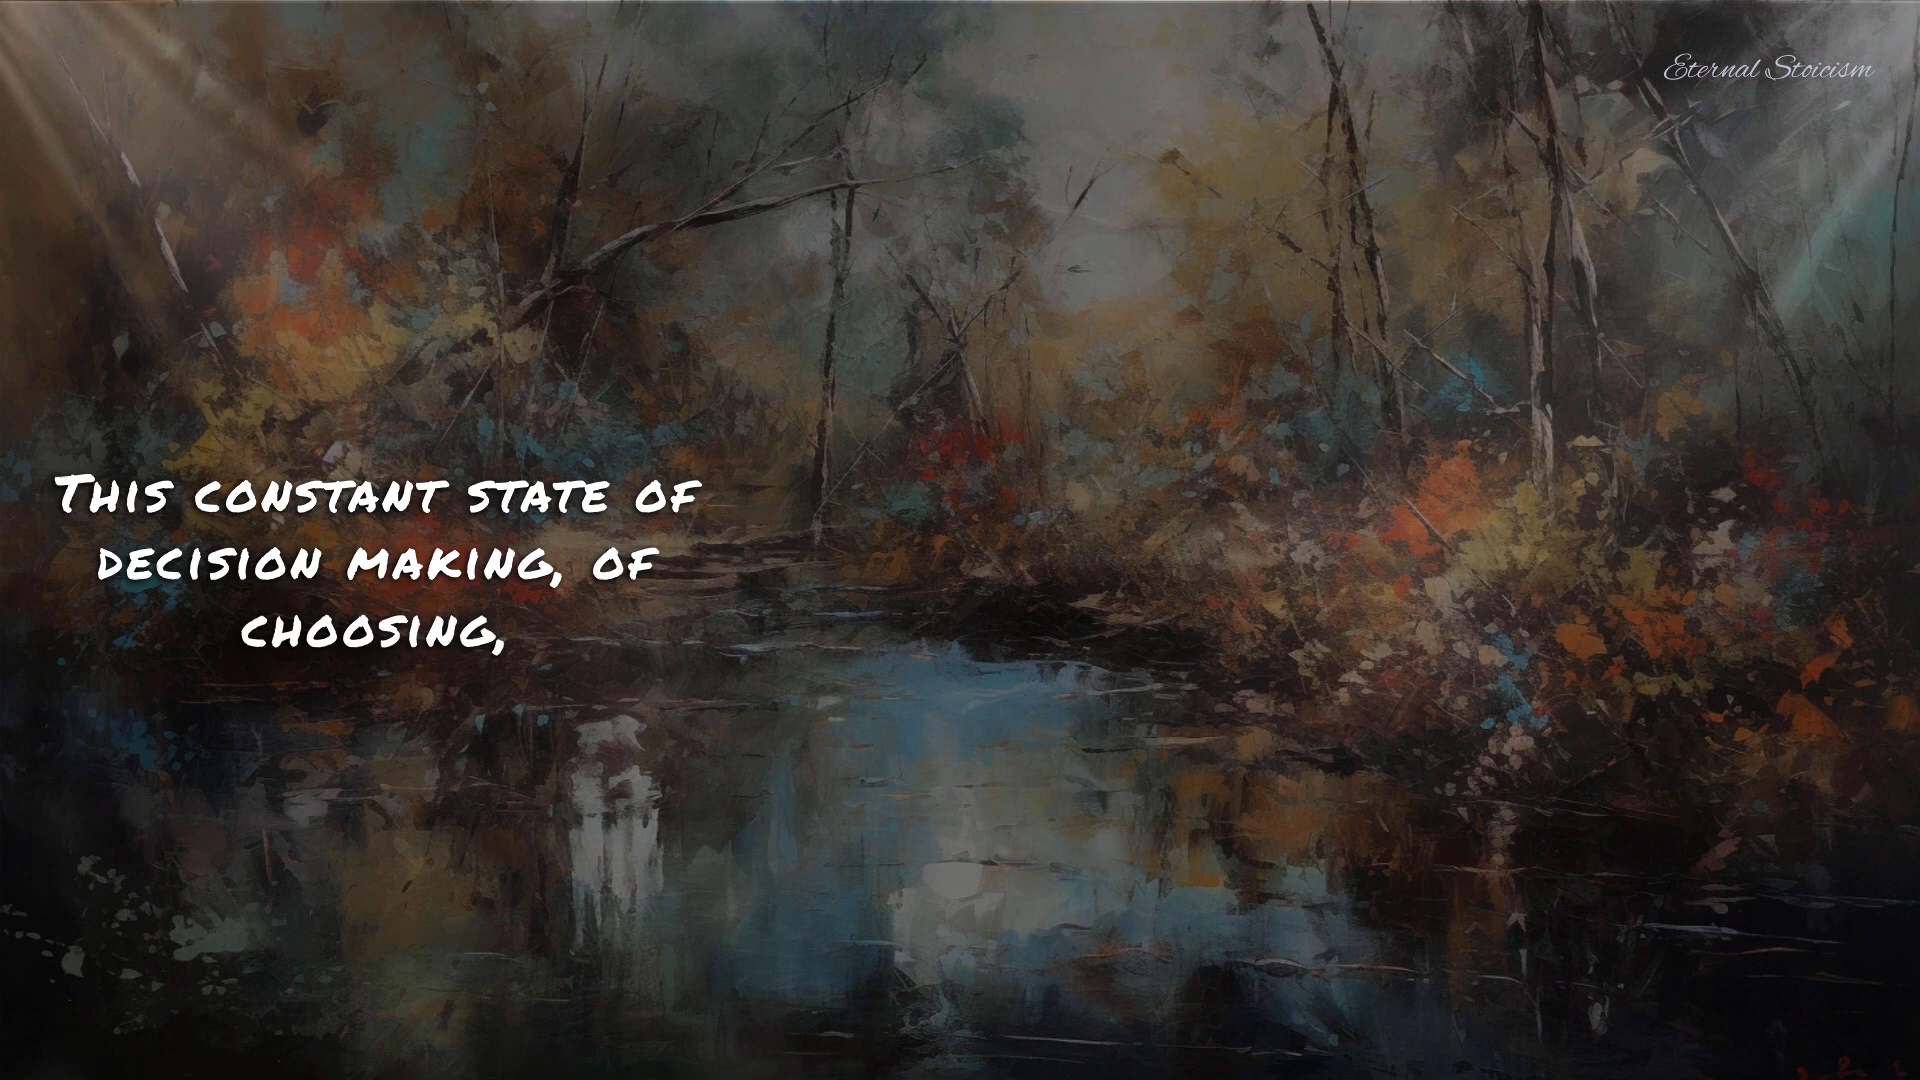 Eternal Stoicism
This constant state of
decision making, of
choosing,